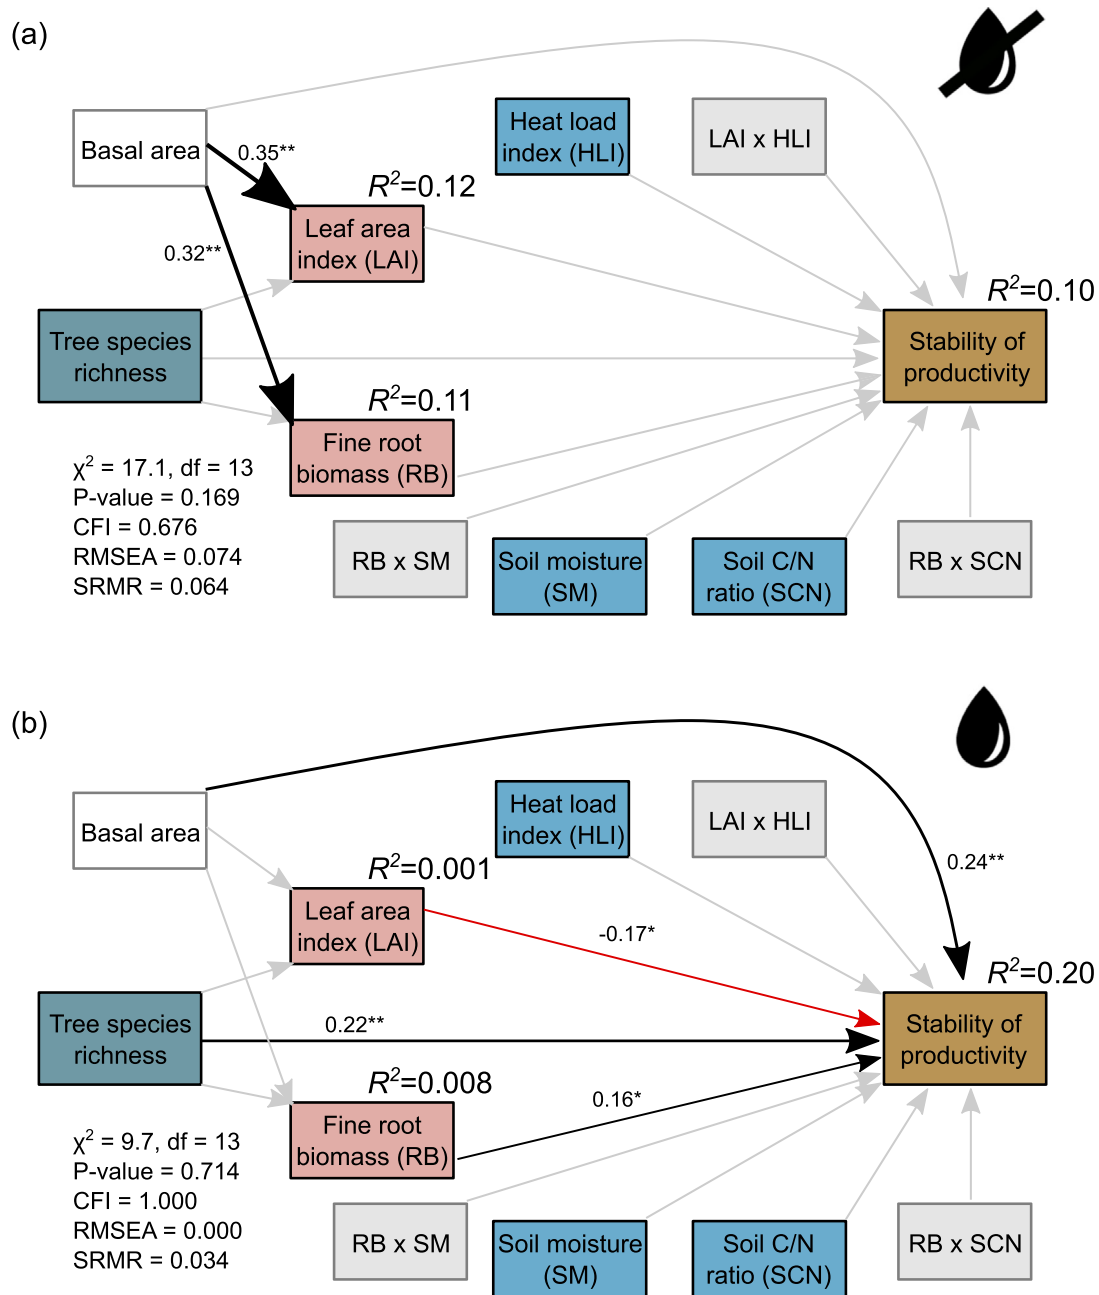 (a)
Basal area
0.35**
Heat load
index (HLI)
LAI x HLI
R²=0.12
0.32**
Leaf area
index (LAI)
R²=0.10
Tree species
richness
Stability of
productivity
R²=0.11
Fine root
biomass (RB)
χ² = 17.1, df = 13
P-value = 0.169
CFI = 0.676
RMSEA = 0.074
SRMR = 0.064
RB x SM
Soil moisture
(SM)
Soil C/N
ratio (SCN)
RB x SCN
(b)
Basal area
Heat load
index (HLI)
LAI x HLI
0.24**
R²=0.001
Leaf area
index (LAI)
-0.17*
R²=0.20
Tree species
richness
0.22**
Stability of
productivity
R²=0.008
0.16*
Fine root
biomass (RB)
χ² = 9.7, df = 13
P-value = 0.714
CFI = 1.000
RMSEA = 0.000
SRMR = 0.034
RB x SM
Soil moisture
(SM)
Soil C/N
ratio (SCN)
RB x SCN